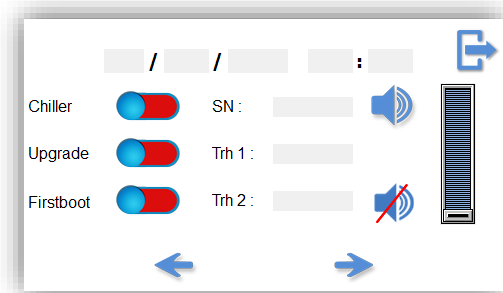 / / :
Chiller SN :
Upgrade Trh 1 :
Firstboot Trh 2 :